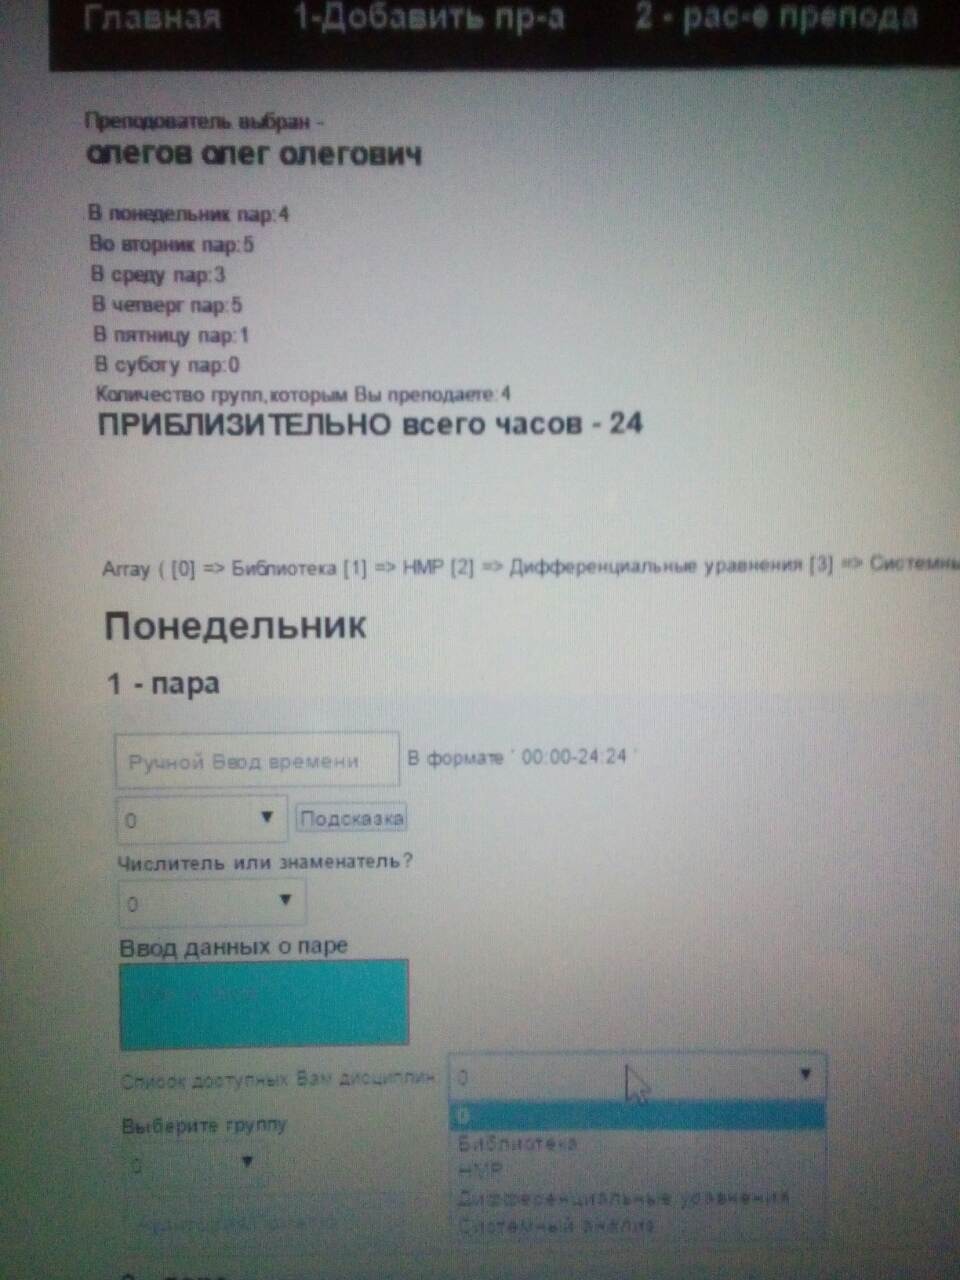 Главная 1-Добавить пр-а 2 - рас-е препода
Преподователь выбран -
олегов олег олегович
В понедельник пар:4
Во вторник пар:5
В среду пар:3
В четверг пар:5
В пятницу пар:1
В суботу пар:0
Количество групп,которым Вы преподаете:4
ПРИБЛИЗИТЕЛЬНО всего часов - 24
Array ( [0] => Библиотека [1] => НМР [2] => Дифференциальные уравнения [3] => Системны
Понедельник
1 - пара
Ручной Ввод времени В формате ' 00:00-24:24 '
0 Подсказка
Числитель или знаменатель?
0
Ввод данных о паре
Список доступных Вам дисциплин 0
0
Выберите группу
Библиотека
0
НМР
Дифференциальные уравнения
Системный анализ